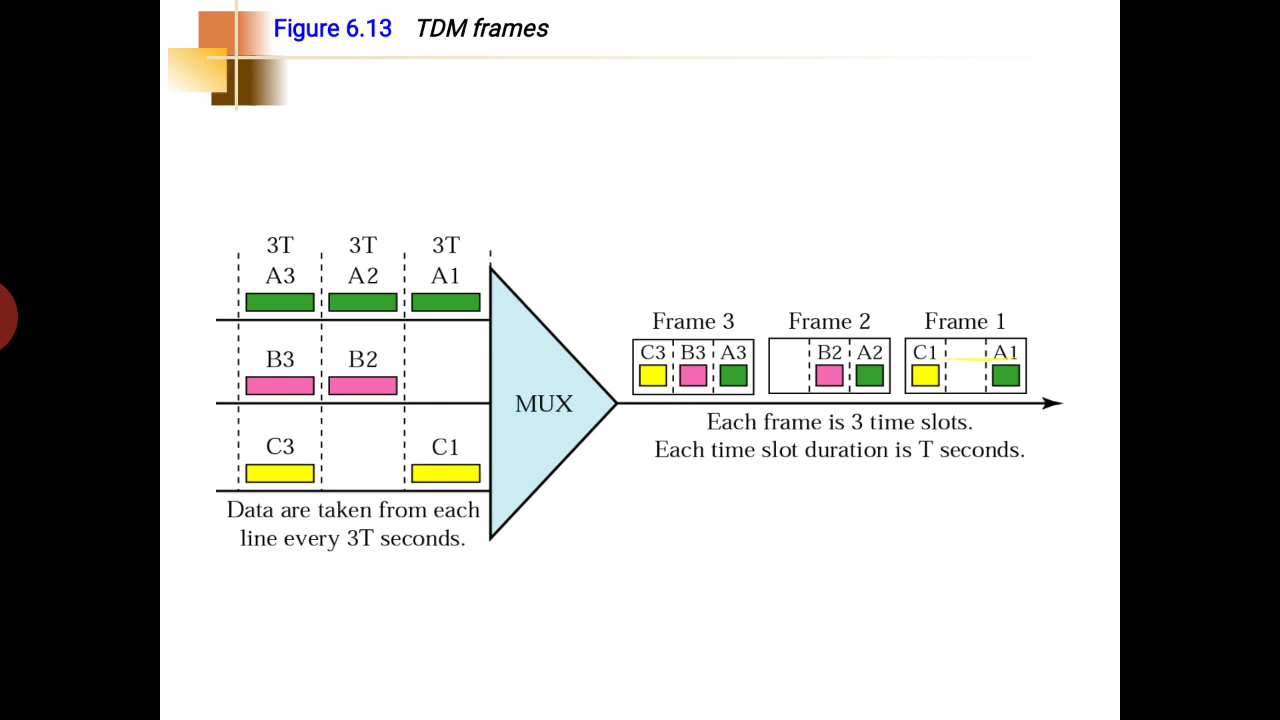 Figure 6.13 TDM frames
3T 3T 3T
A3 A2 A1
B3 B2
C3 C1
Data are taken from each
line every 3T seconds.
MUX
Frame 3 Frame 2 Frame 1
C3 B3 A3 B2 A2 C1 A1
Each frame is 3 time slots.
Each time slot duration is T seconds.